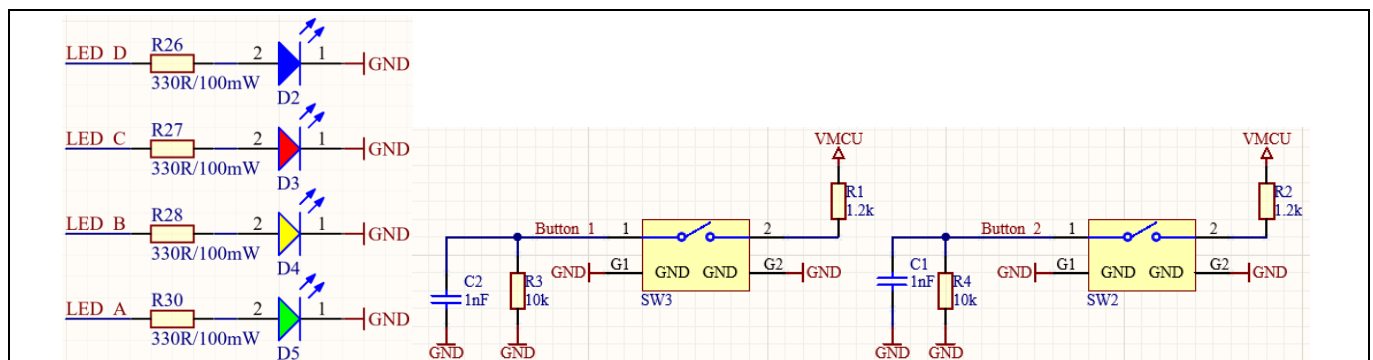 LED D
R26
330R/100mW
2
1
GND
D2
LED C
R27
330R/100mW
2
1
GND
D3
LED B
R28
330R/100mW
2
1
GND
D4
LED A
R30
330R/100mW
2
1
GND
D5
VMCU
R1
1.2k
Button 1
1
2
GND
G1
GND GND
G2
GND
C2
1nF
R3
10k
SW3
GND
GND
VMCU
R2
1.2k
Button 2
1
2
GND
G1
GND GND
G2
GND
C1
1nF
R4
10k
SW2
GND
GND